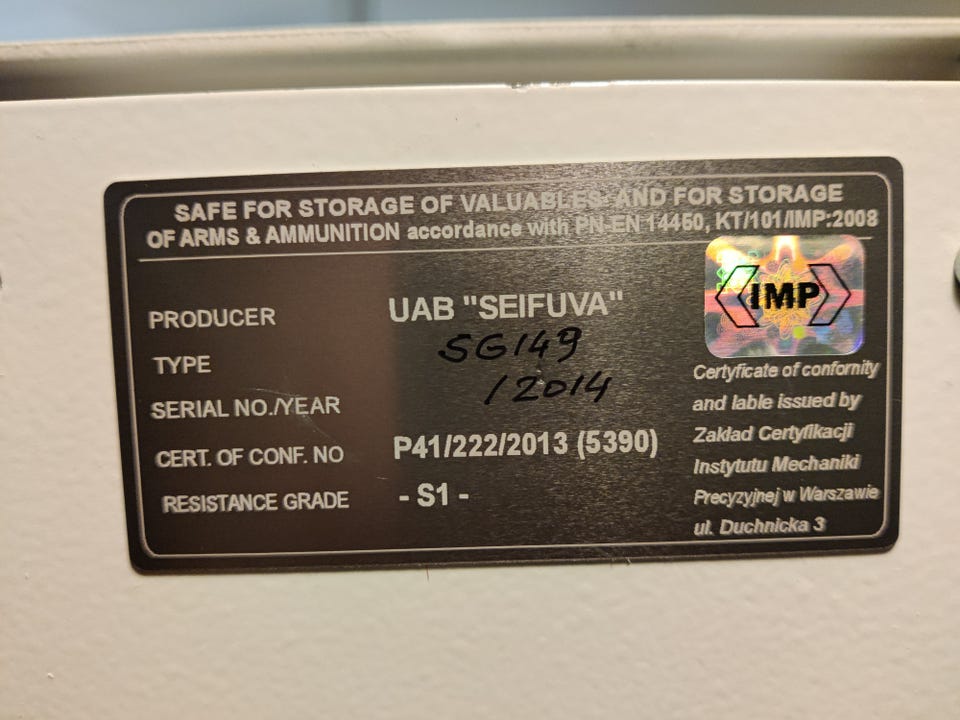 SAFE FOR STORAGE OF VALUABLES AND FOR STORAGE
OF ARMS & AMMUNITION accordance with PN-EN 14450, KT/101/IMP:2008
IMP
PRODUCER UAB "SEIFUVA"
TYPE SG149
SERIAL NO./YEAR /2014
CERT. OF CONF. NO P41/222/2013 (5390)
RESISTANCE GRADE - S1 -
Certyficate of conformity
and lable issued by
Zakład Certyfikacji
Instytutu Mechaniki
Precyzyjnej w Warszawie
ul. Duchnicka 3